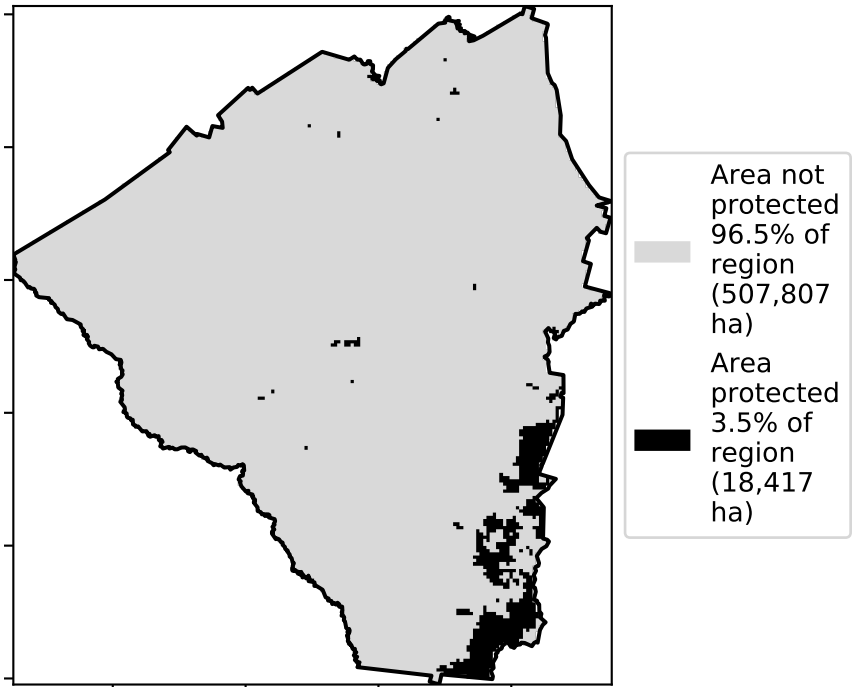 Area not
protected
96.5% of
region
(507,807
ha)
Area
protected
3.5% of
region
(18,417
ha)